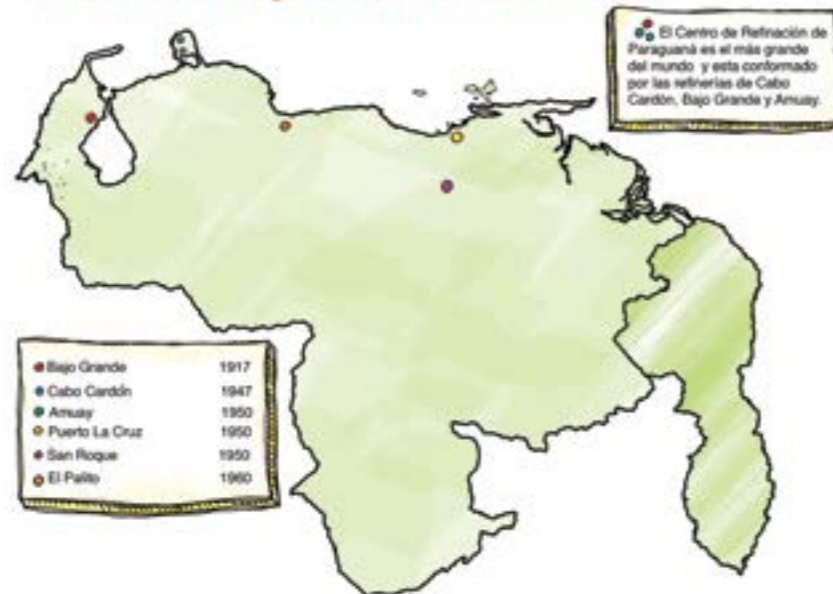 El Centro de Refinación de
Paraguaná es el más grande
del mundo y esta conformado
por las refinerías de Cabo
Cardón, Bajo Grande y Amuay.
Bajo Grande 1917
Cabo Cardón 1947
Amuay 1950
Puerto La Cruz 1950
San Roque 1950
El Palito 1960